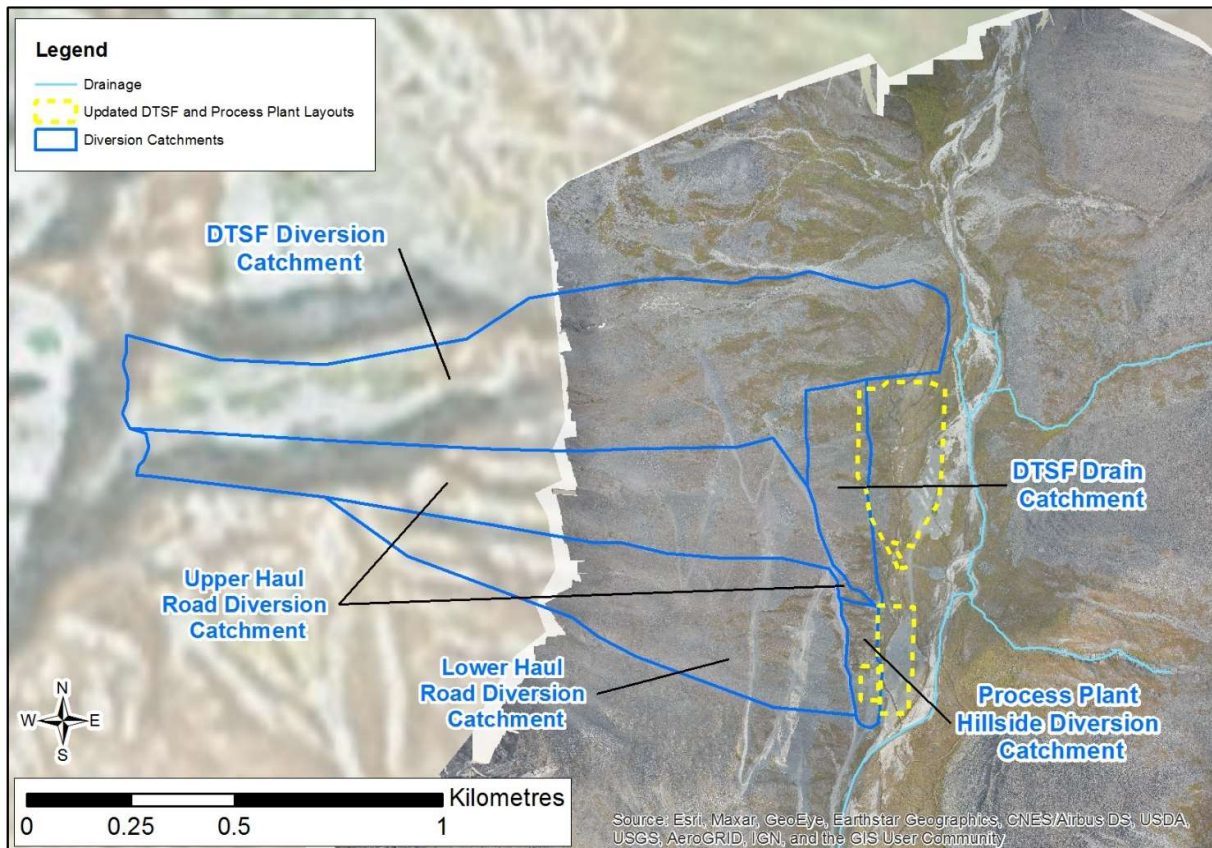 Legend
Drainage
Updated DTSF and Process Plant Layouts
Diversion Catchments
DTSF Diversion
Catchment
DTSF Drain
Catchment
Upper Haul
Road Diversion
Catchment
Lower Haul
Road Diversion
Catchment
Process Plant
Hillside Diversion
Catchment
N
W E
S
Kilometres
0 0.25 0.5 1
Source: Esri, Maxar, GeoEye, Earthstar Geographics, CNES/Airbus DS, USDA,
USGS, AeroGRID, IGN, and the GIS User Community